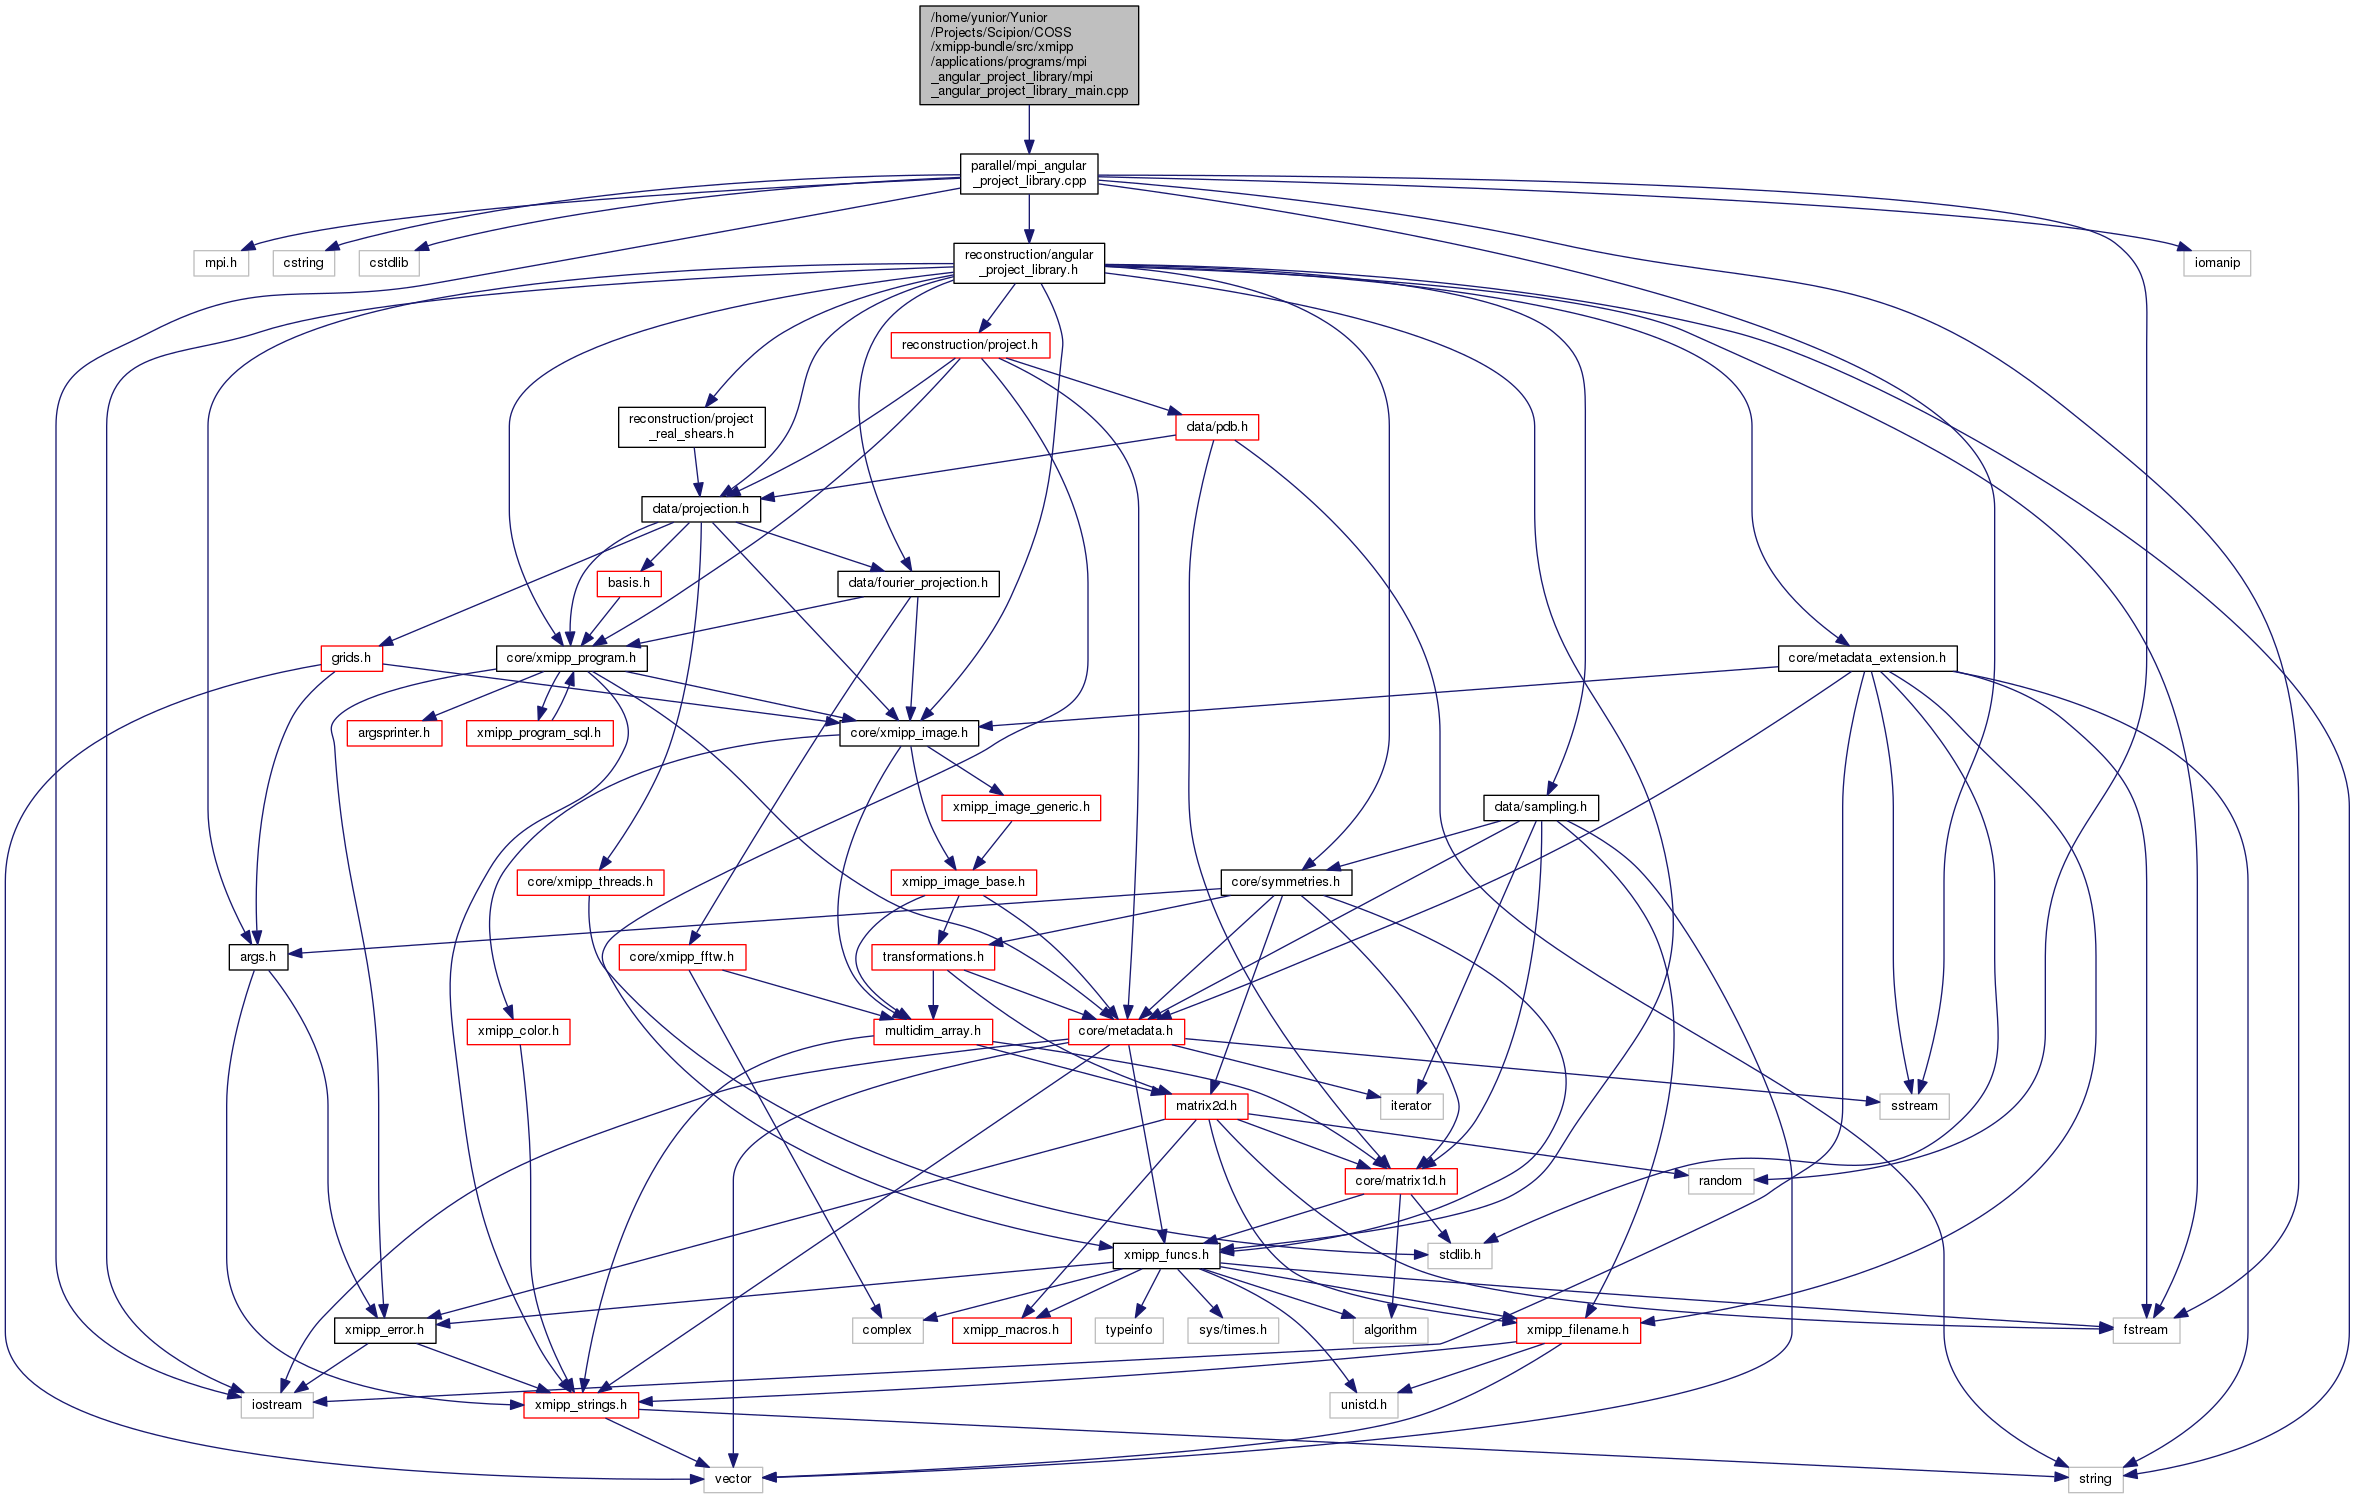 /home/yunior/Yunior
/Projects/Scipion/COSS
/xmipp-bundle/src/xmipp
/applications/programs/mpi
_angular_project_library/mpi
_angular_project_library_main.cpp
parallel/mpi_angular
_project_library.cpp
mpi.h
cstring
cstdlib
reconstruction/angular
_project_library.h
iomanip
reconstruction/project.h
reconstruction/project
_real_shears.h
data/pdb.h
data/projection.h
basis.h
data/fourier_projection.h
grids.h
core/xmipp_program.h
core/metadata_extension.h
argsprinter.h
xmipp_program_sql.h
core/xmipp_image.h
xmipp_image_generic.h
data/sampling.h
core/xmipp_threads.h
xmipp_image_base.h
core/symmetries.h
args.h
core/xmipp_fftw.h
transformations.h
xmipp_color.h
multidim_array.h
core/metadata.h
matrix2d.h
iterator
sstream
core/matrix1d.h
random
xmipp_funcs.h
stdlib.h
xmipp_error.h
complex
xmipp_macros.h
typeinfo
sys/times.h
algorithm
xmipp_filename.h
fstream
iostream
xmipp_strings.h
unistd.h
vector
string